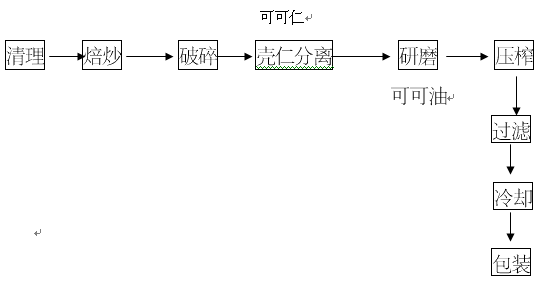 可可仁
清理 焙炒 破碎 壳仁分离 研磨 压榨
可可油
过滤
冷却
包装